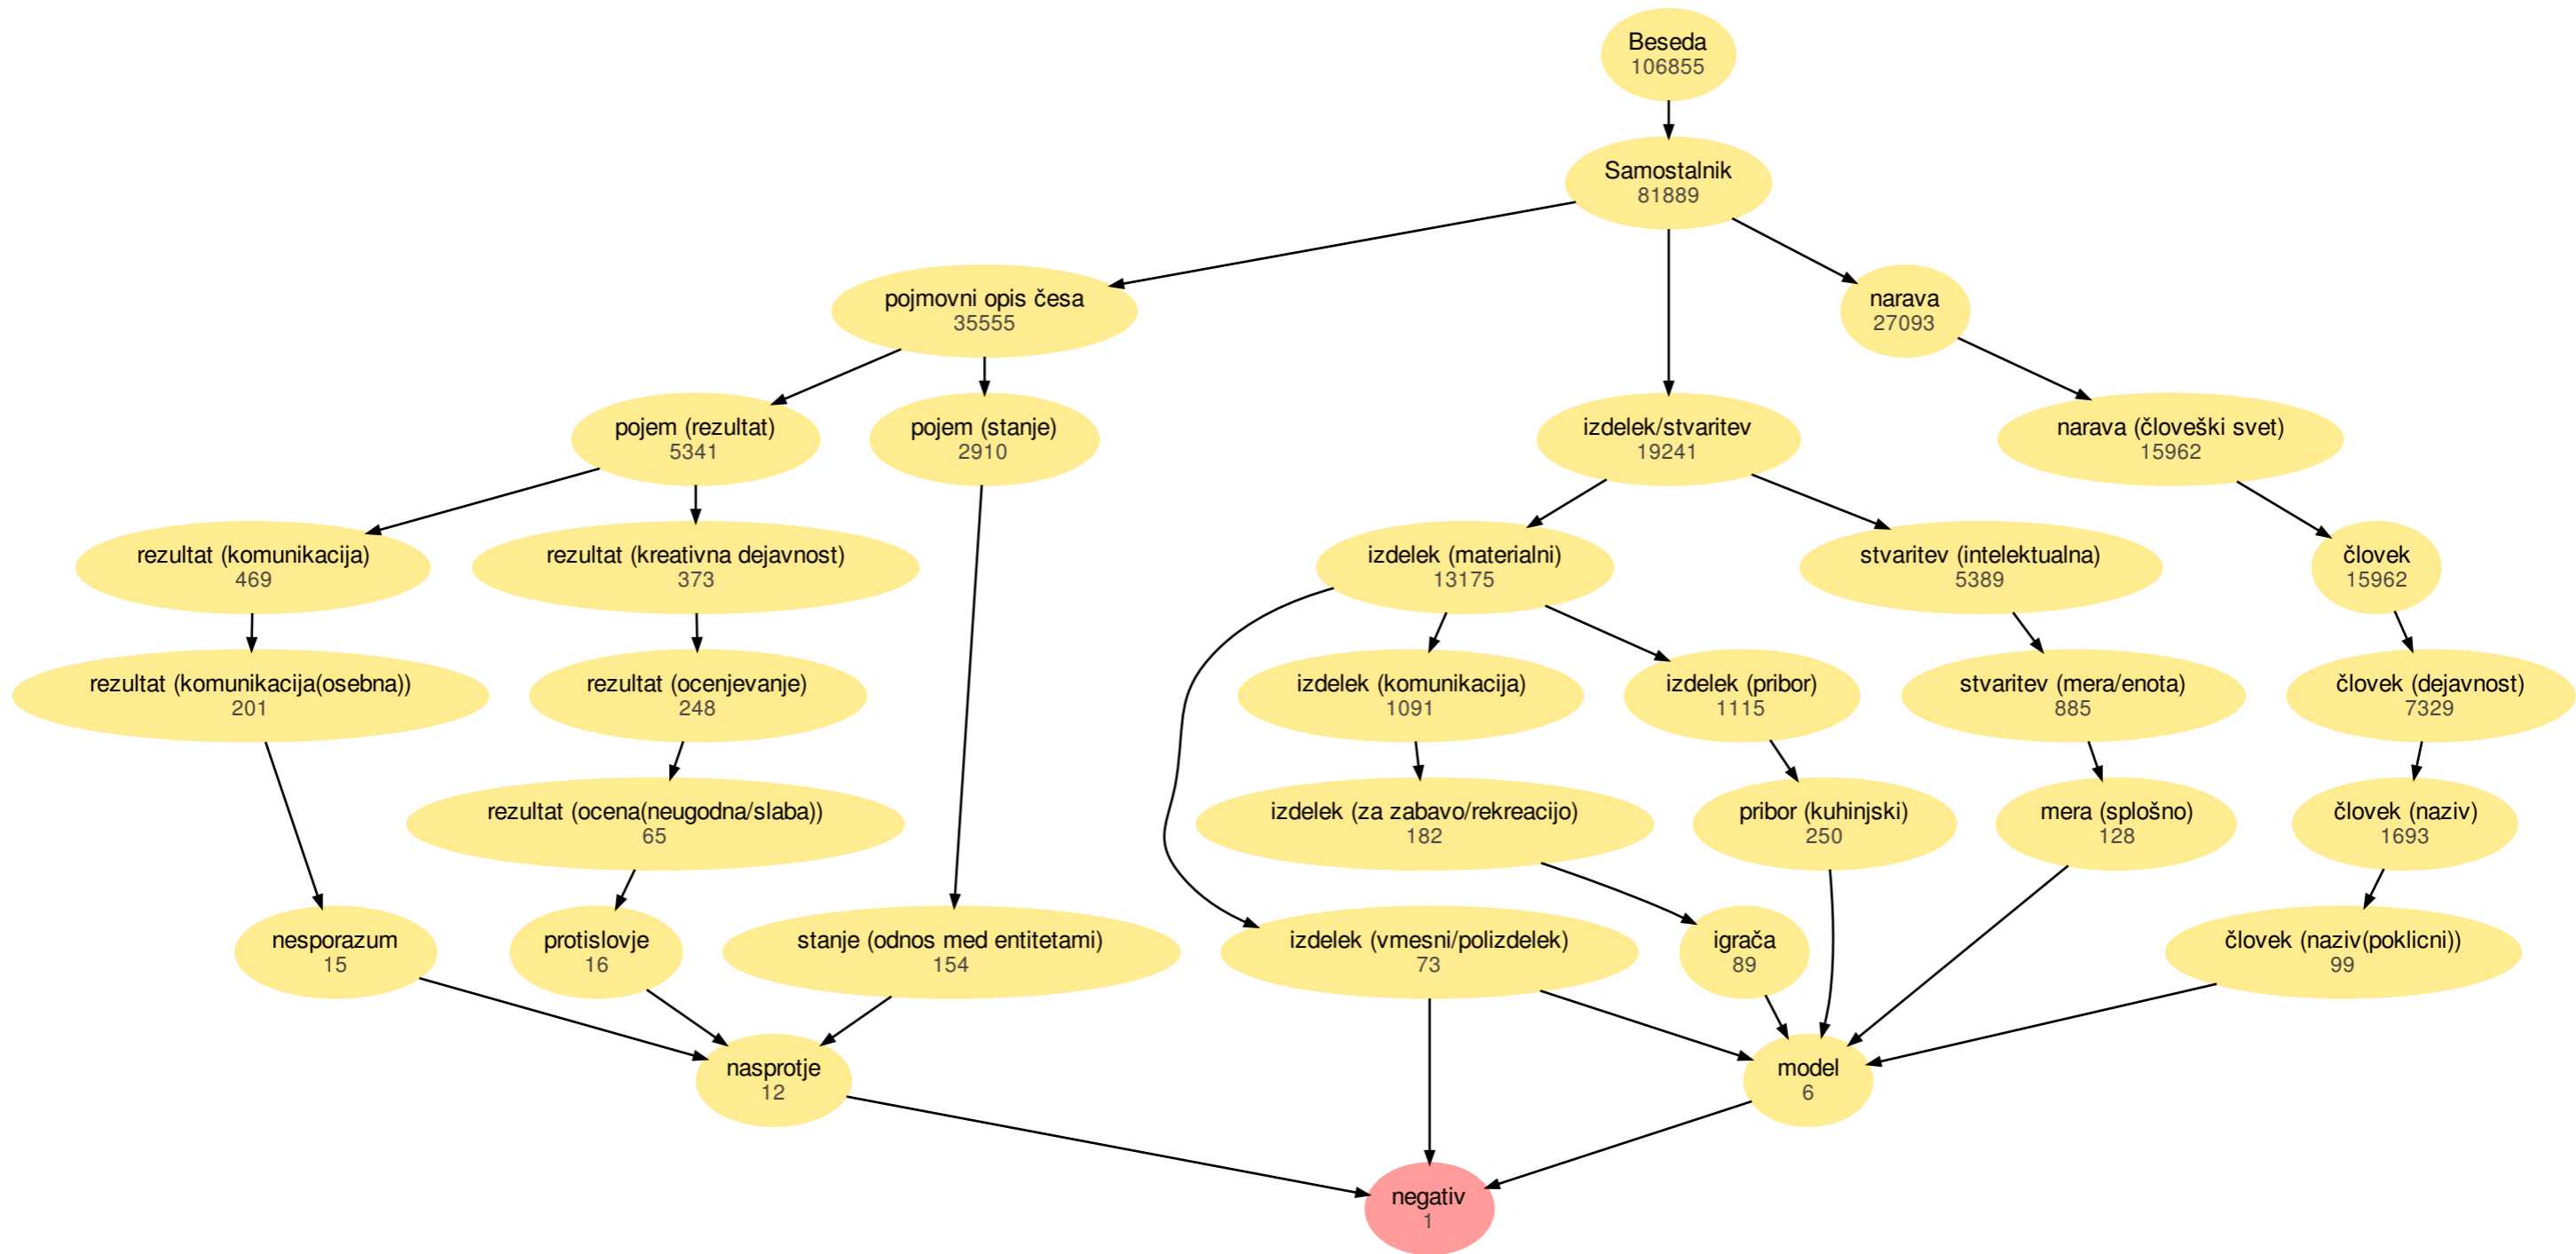 Beseda
106855
Samostalnik
81889
pojmovni opis česa
35555
narava
27093
pojem (rezultat)
5341
pojem (stanje)
2910
izdelek/stvaritev
19241
narava (človeški svet)
15962
rezultat (komunikacija)
469
rezultat (kreativna dejavnost)
373
izdelek (materialni)
13175
stvaritev (intelektualna)
5389
človek
15962
rezultat (komunikacija(osebna))
201
rezultat (ocenjevanje)
248
izdelek (komunikacija)
1091
izdelek (pribor)
1115
stvaritev (mera/enota)
885
človek (dejavnost)
7329
rezultat (ocena(neugodna/slaba))
65
izdelek (za zabavo/rekreacijo)
182
pribor (kuhinjski)
250
mera (splošno)
128
človek (naziv)
1693
nesporazum
15
protislovje
16
stanje (odnos med entitetami)
154
izdelek (vmesni/polizdelek)
73
igrača
89
človek (naziv(poklicni))
99
nasprotje
12
model
6
negativ
1